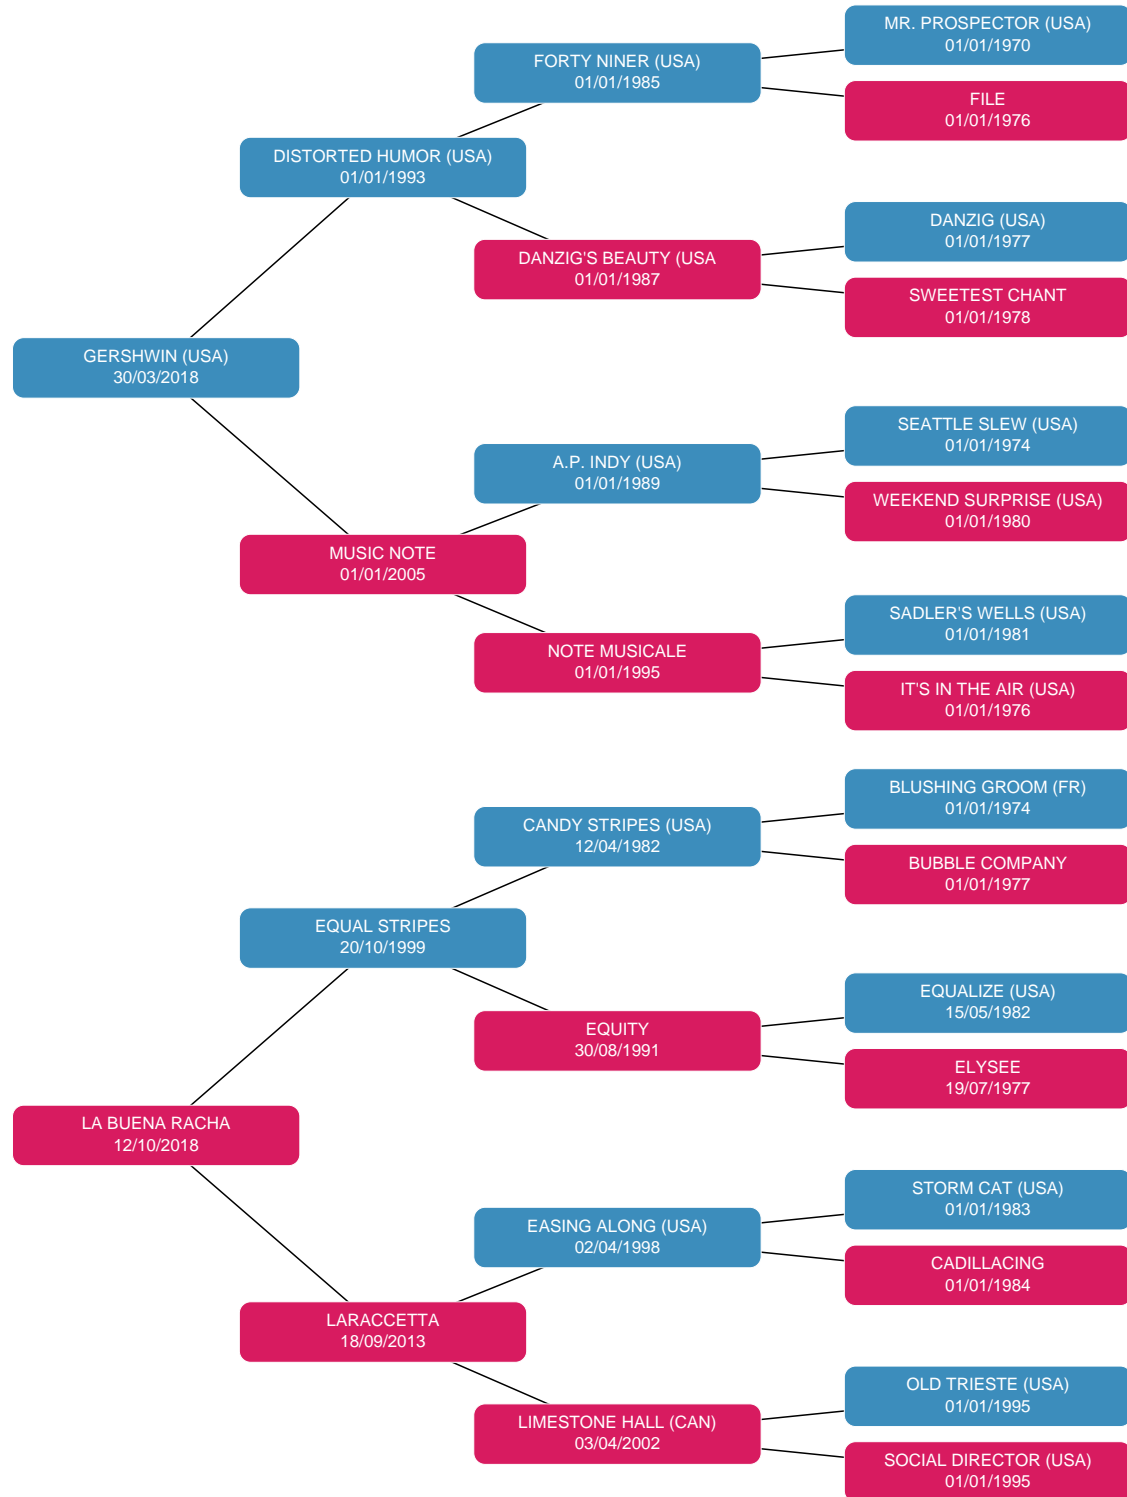 MR. PROSPECTOR (USA)
01/01/1970
FORTY NINER (USA)
01/01/1985
FILE
01/01/1976
DISTORTED HUMOR (USA)
01/01/1993
DANZIG (USA)
01/01/1977
DANZIG'S BEAUTY (USA
01/01/1987
SWEETEST CHANT
01/01/1978
GERSHWIN (USA)
30/03/2018
SEATTLE SLEW (USA)
01/01/1974
A.P. INDY (USA)
01/01/1989
WEEKEND SURPRISE (USA)
01/01/1980
MUSIC NOTE
01/01/2005
SADLER'S WELLS (USA)
01/01/1981
NOTE MUSICALE
01/01/1995
IT'S IN THE AIR (USA)
01/01/1976
BLUSHING GROOM (FR)
01/01/1974
CANDY STRIPES (USA)
12/04/1982
BUBBLE COMPANY
01/01/1977
EQUAL STRIPES
20/10/1999
EQUALIZE (USA)
15/05/1982
EQUITY
30/08/1991
ELYSEE
19/07/1977
LA BUENA RACHA
12/10/2018
STORM CAT (USA)
01/01/1983
EASING ALONG (USA)
02/04/1998
CADILLACING
01/01/1984
LARACCETTA
18/09/2013
OLD TRIESTE (USA)
01/01/1995
LIMESTONE HALL (CAN)
03/04/2002
SOCIAL DIRECTOR (USA)
01/01/1995